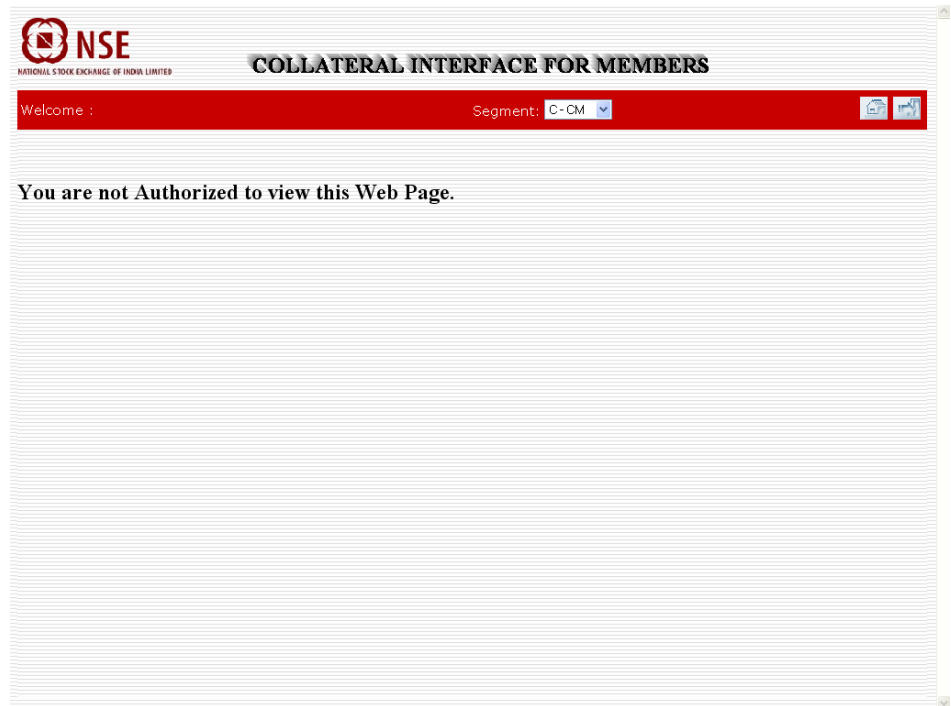 NSE
NATIONAL STOCK EXCHANGE OF INDIA LIMITED
COLLATERAL INTERFACE FOR MEMBERS
Welcome : Segment: C-CM
You are not Authorized to view this Web Page.